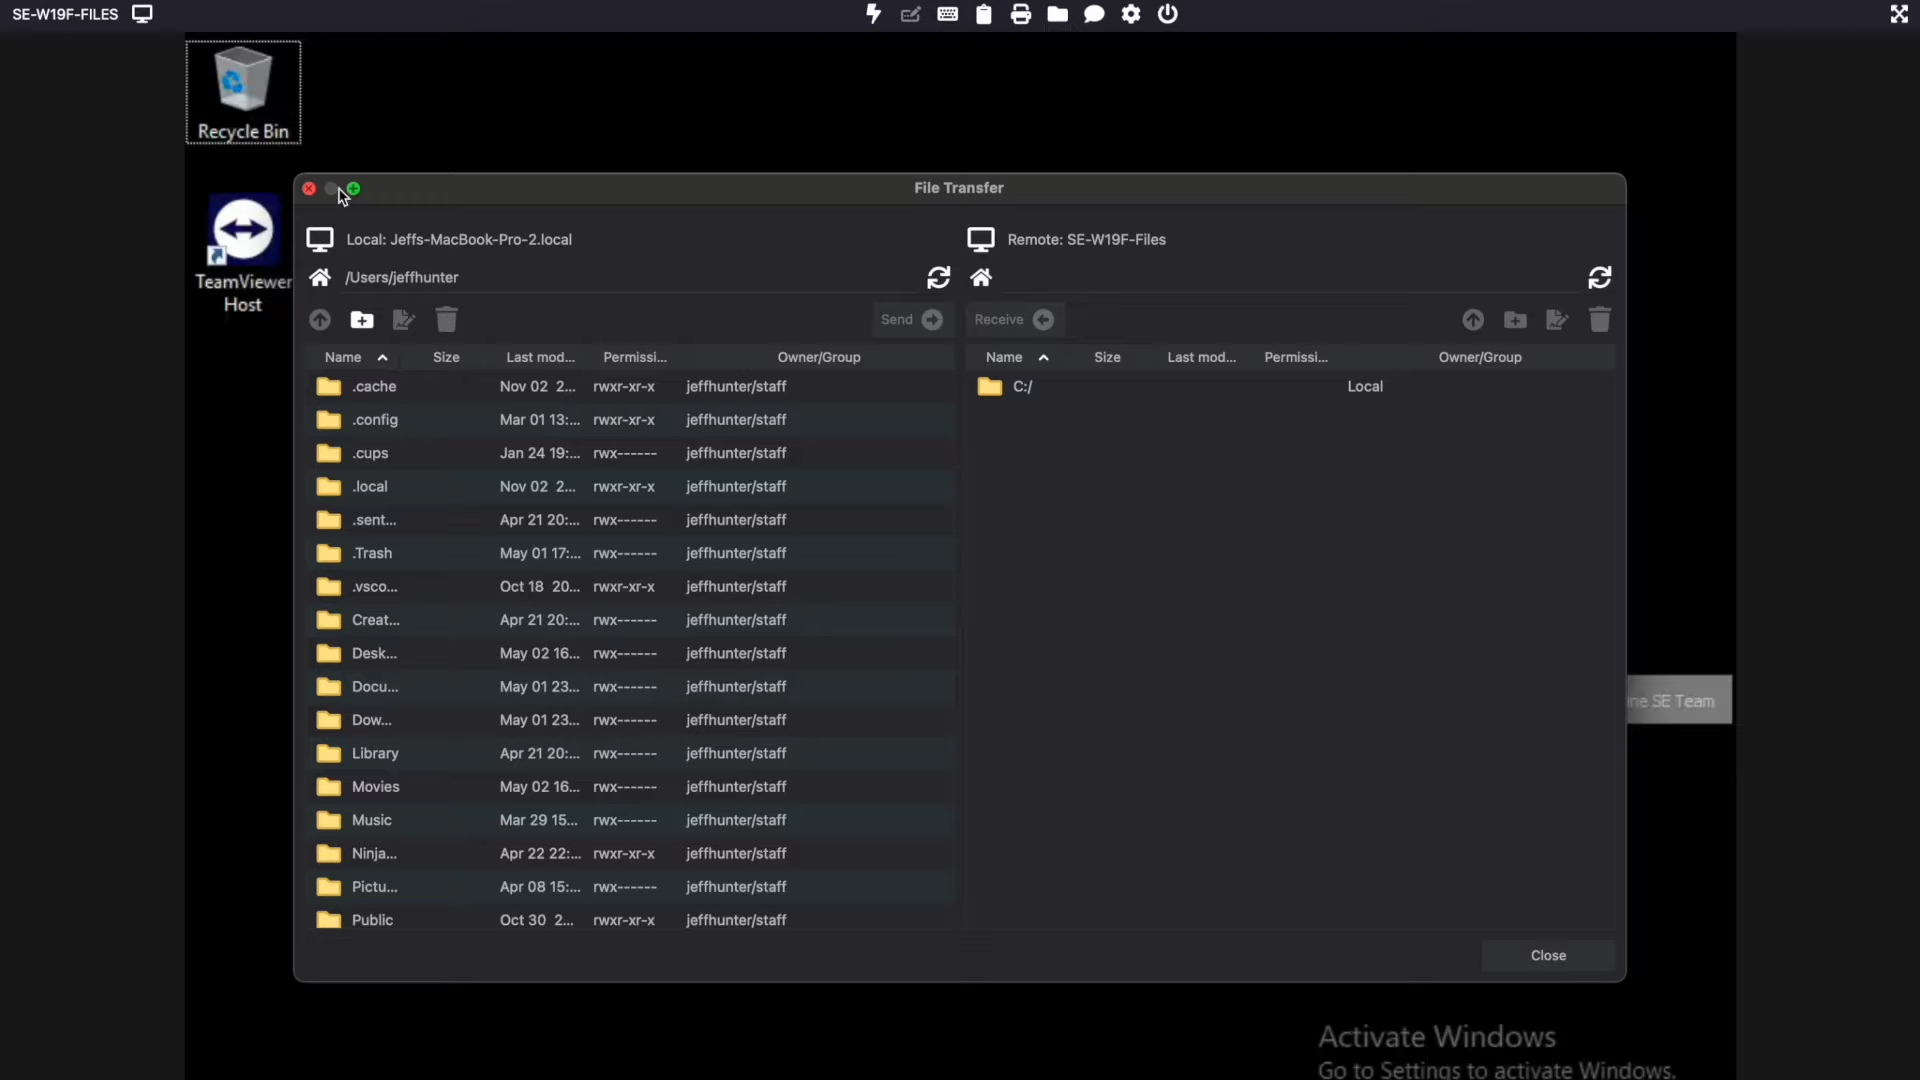 SE-W19F-FILES
Recycle Bin
TeamViewer
Host
File Transfer
Local: Jeffs-MacBook-Pro-2.local
/Users/jeffhunter
Send
Name Size Last mod... Permissi... Owner/Group
.cache Nov 02 2... rwxr-xr-x jeffhunter/staff
.config Mar 01 13:... rwxr-xr-x jeffhunter/staff
.cups Jan 24 19:... rwx------ jeffhunter/staff
.local Nov 02 2... rwxr-xr-x jeffhunter/staff
.sent... Apr 21 20:... rwx------ jeffhunter/staff
.Trash May 01 17:... rwx------ jeffhunter/staff
.vsco... Oct 18 20... rwxr-xr-x jeffhunter/staff
Creat... Apr 21 20:... rwx------ jeffhunter/staff
Desk... May 02 16... rwx------ jeffhunter/staff
Docu... May 01 23... rwx------ jeffhunter/staff
Dow... May 01 23... rwx------ jeffhunter/staff
Library Apr 21 20:... rwx------ jeffhunter/staff
Movies May 02 16... rwx------ jeffhunter/staff
Music Mar 29 15... rwx------ jeffhunter/staff
Ninja... Apr 22 22:... rwxr-xr-x jeffhunter/staff
Pictu... Apr 08 15:... rwx------ jeffhunter/staff
Public Oct 30 2... rwxr-xr-x jeffhunter/staff
Remote: SE-W19F-Files
Receive
Name Size Last mod... Permissi... Owner/Group
C:/ Local
Close
SE Team
Activate Windows
Go to Settings to activate Windows.